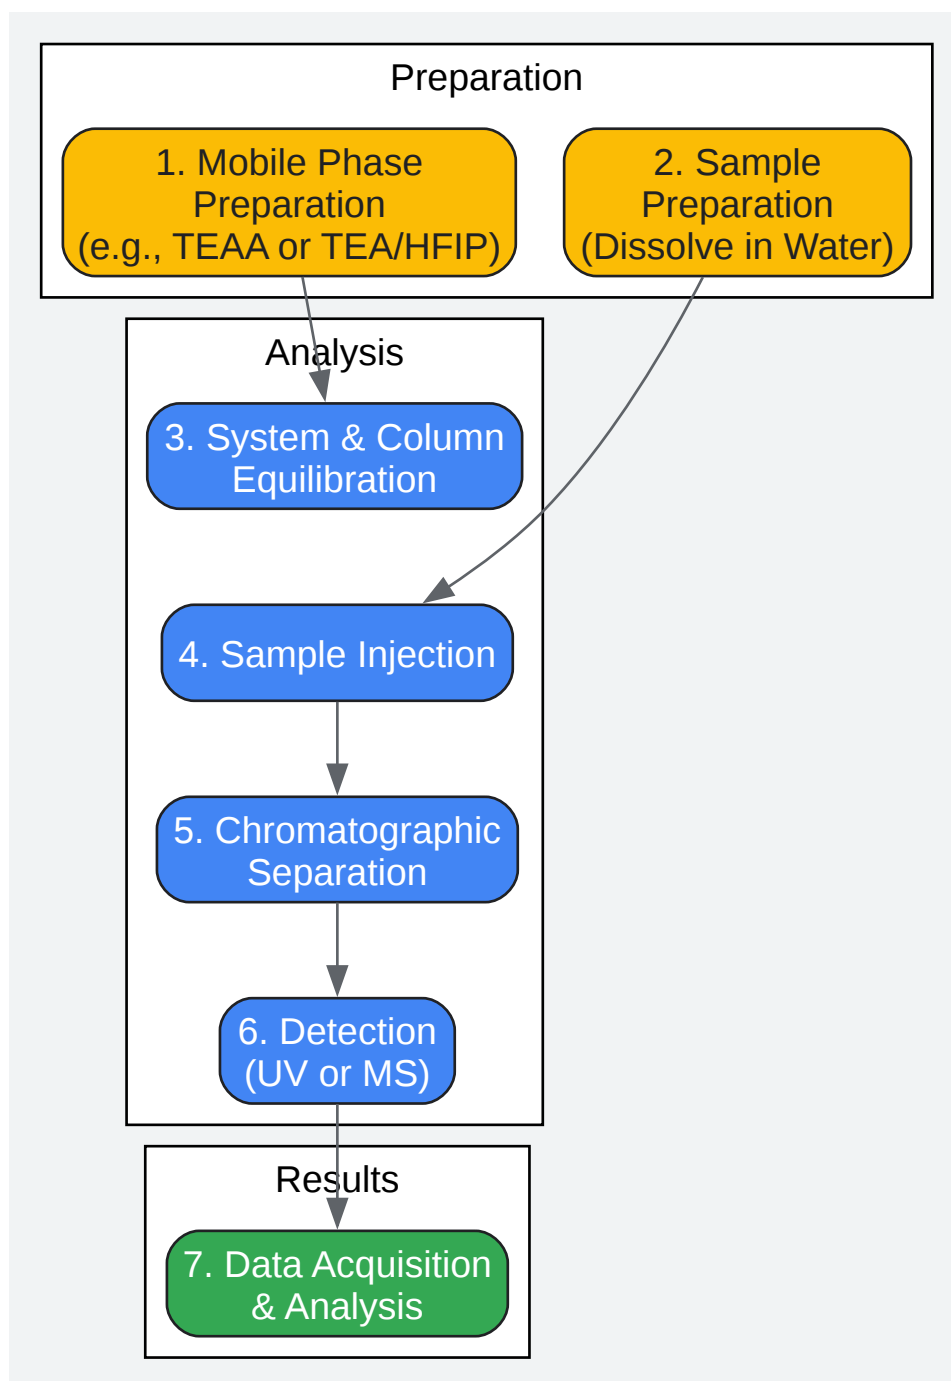 Preparation
1. Mobile Phase
Preparation
(e.g., TEAA or TEA/HFIP)
2. Sample
Preparation
(Dissolve in Water)
Analysis
3. System & Column
Equilibration
4. Sample Injection
5. Chromatographic
Separation
6. Detection
(UV or MS)
Results
7. Data Acquisition
& Analysis